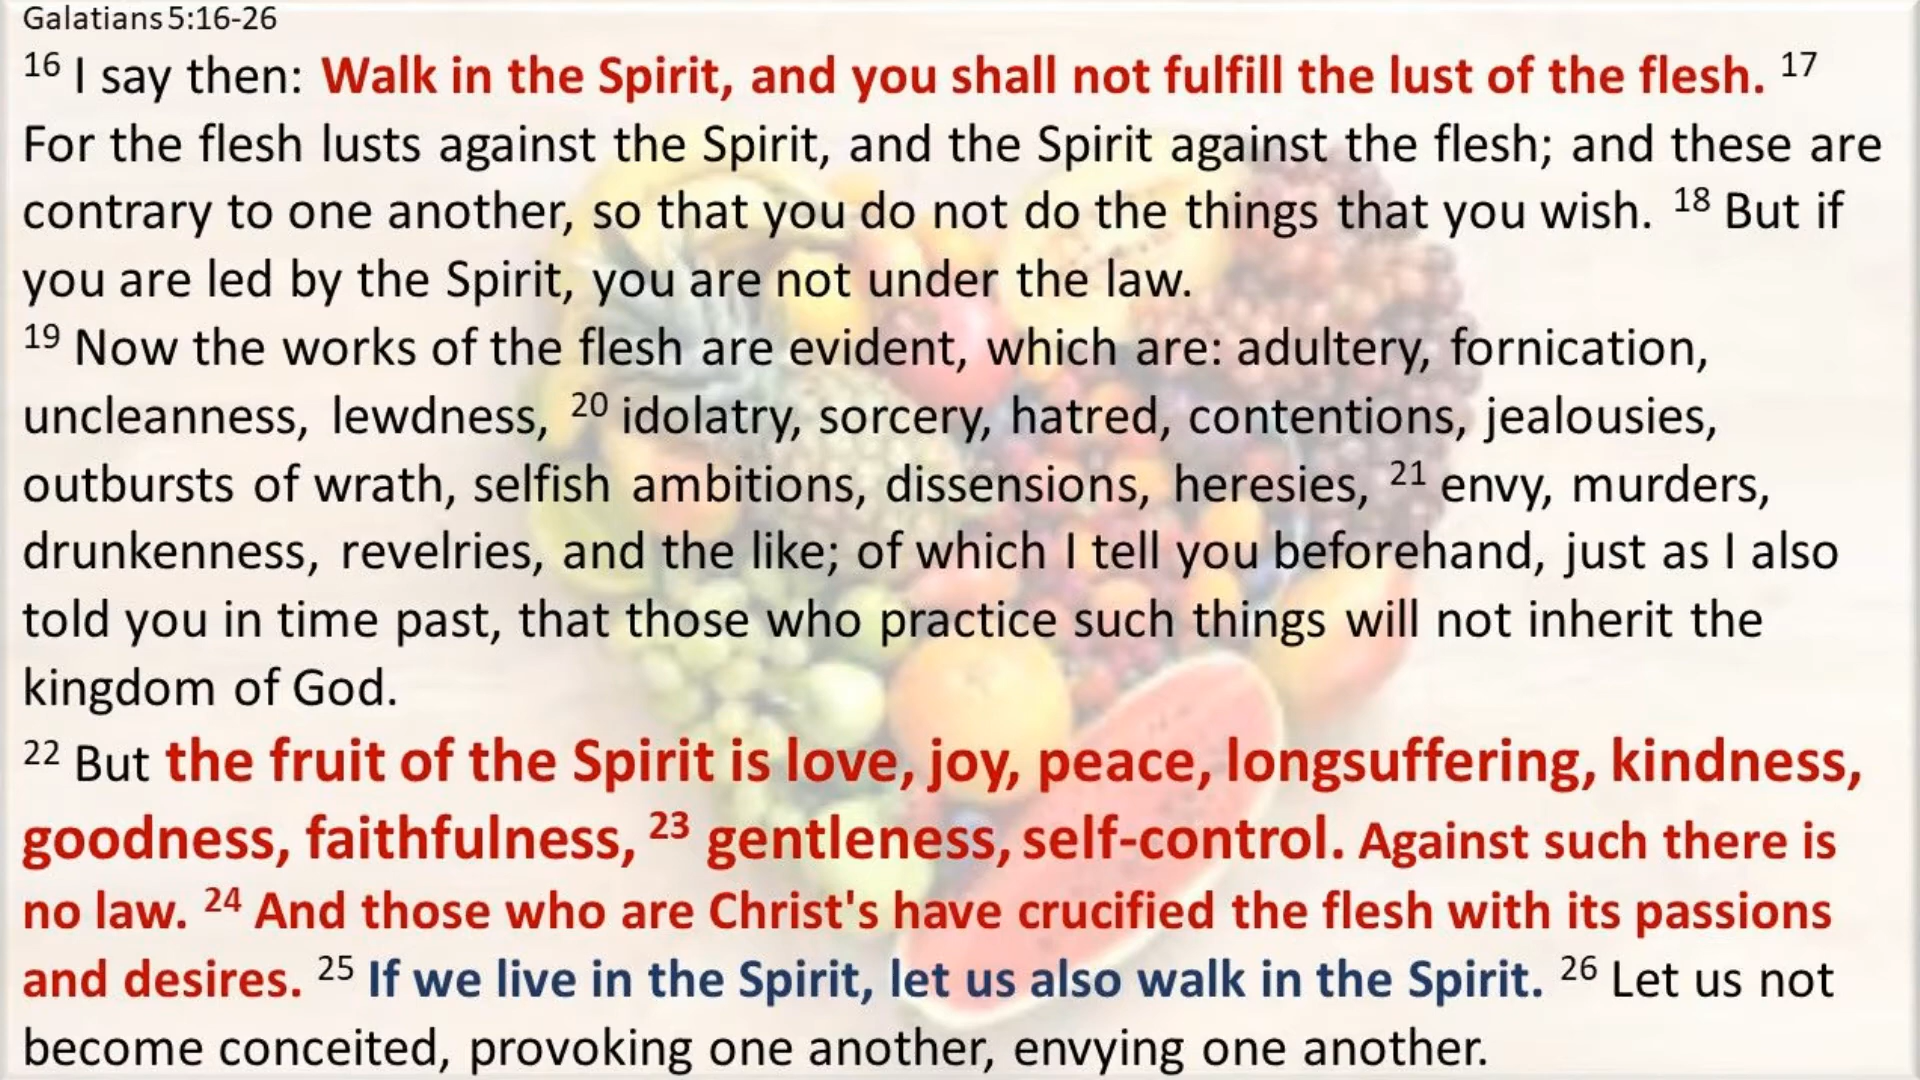 Galatians 5:16-26
16 I say then: Walk in the Spirit, and you shall not fulfill the lust of the flesh. 17
For the flesh lusts against the Spirit, and the Spirit against the flesh; and these are
contrary to one another, so that you do not do the things that you wish. 18 But if
you are led by the Spirit, you are not under the law.
19 Now the works of the flesh are evident, which are: adultery, fornication,
uncleanness, lewdness, 20 idolatry, sorcery, hatred, contentions, jealousies,
outbursts of wrath, selfish ambitions, dissensions, heresies, 21 envy, murders,
drunkenness, revelries, and the like; of which I tell you beforehand, just as I also
told you in time past, that those who practice such things will not inherit the
kingdom of God.
22 But the fruit of the Spirit is love, joy, peace, longsuffering, kindness,
goodness, faithfulness, 23 gentleness, self-control. Against such there is
no law. 24 And those who are Christ's have crucified the flesh with its passions
and desires. 25 If we live in the Spirit, let us also walk in the Spirit. 26 Let us not
become conceited, provoking one another, envying one another.